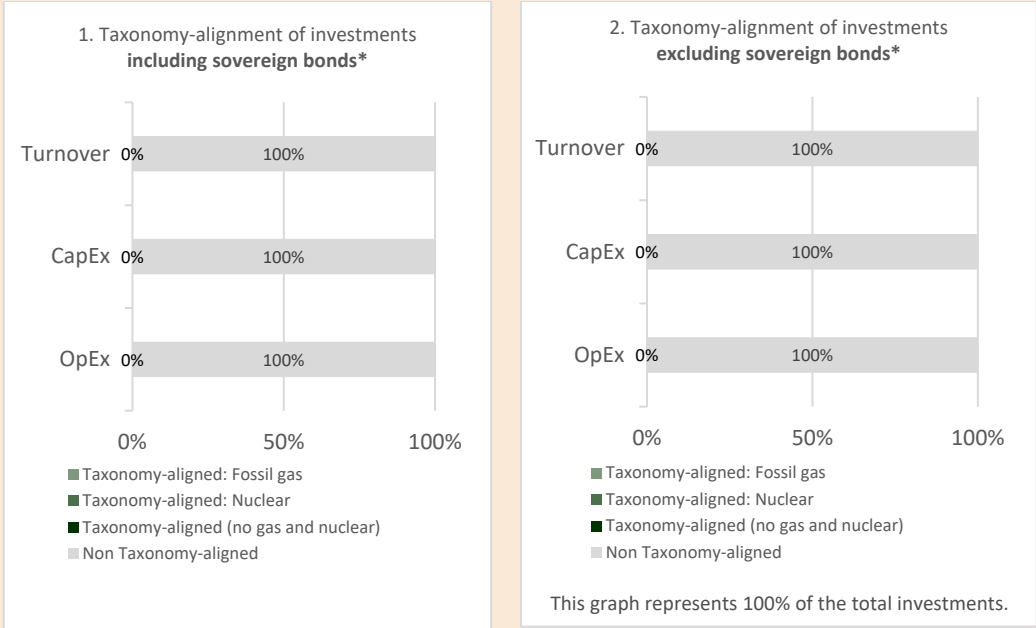 1. Taxonomy-alignment of investments
including sovereign bonds*
Turnover 0% 100%
CapEx 0% 100%
OpEx 0% 100%
0% 50% 100%
Taxonomy-aligned: Fossil gas
Taxonomy-aligned: Nuclear
Taxonomy-aligned (no gas and nuclear)
Non Taxonomy-aligned
2. Taxonomy-alignment of investments
excluding sovereign bonds*
Turnover 0% 100%
CapEx 0% 100%
OpEx 0% 100%
0% 50% 100%
Taxonomy-aligned: Fossil gas
Taxonomy-aligned: Nuclear
Taxonomy-aligned (no gas and nuclear)
Non Taxonomy-aligned
This graph represents 100% of the total investments.